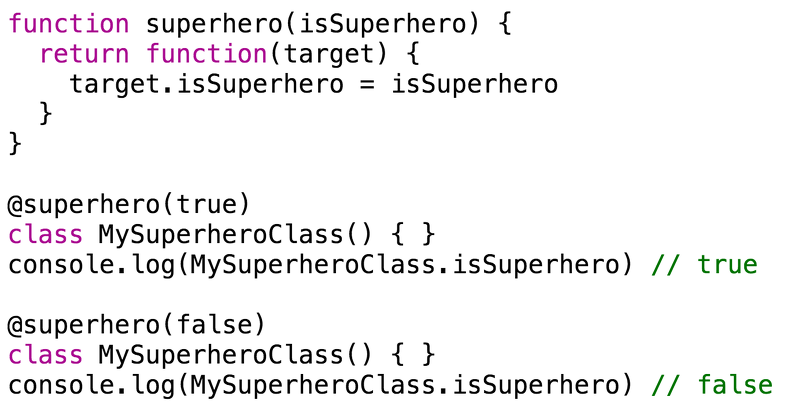 function superhero(isSuperhero) {
  return function(target) {
    target.isSuperhero = isSuperhero
  }
}

@superhero(true)
class MySuperheroClass() { }
console.log(MySuperheroClass.isSuperhero) // true

@superhero(false)
class MySuperheroClass() { }
console.log(MySuperheroClass.isSuperhero) // false